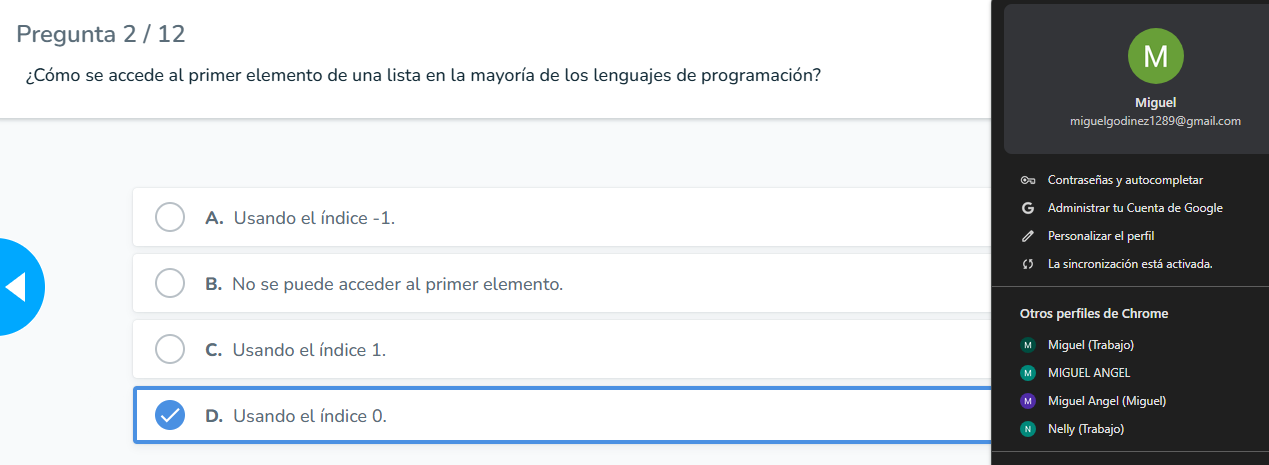 Pregunta 2 / 12
¿Cómo se accede al primer elemento de una lista en la mayoría de los lenguajes de programación?
A. Usando el índice -1.
B. No se puede acceder al primer elemento.
C. Usando el índice 1.
D. Usando el índice 0.
M
Miguel
miguelgodinez1289@gmail.com
Contraseñas y autocompletar
G Administrar tu Cuenta de Google
Personalizar el perfil
La sincronización está activada.
Otros perfiles de Chrome
M Miguel (Trabajo)
M MIGUEL ANGEL
M Miguel Angel (Miguel)
N Nelly (Trabajo)